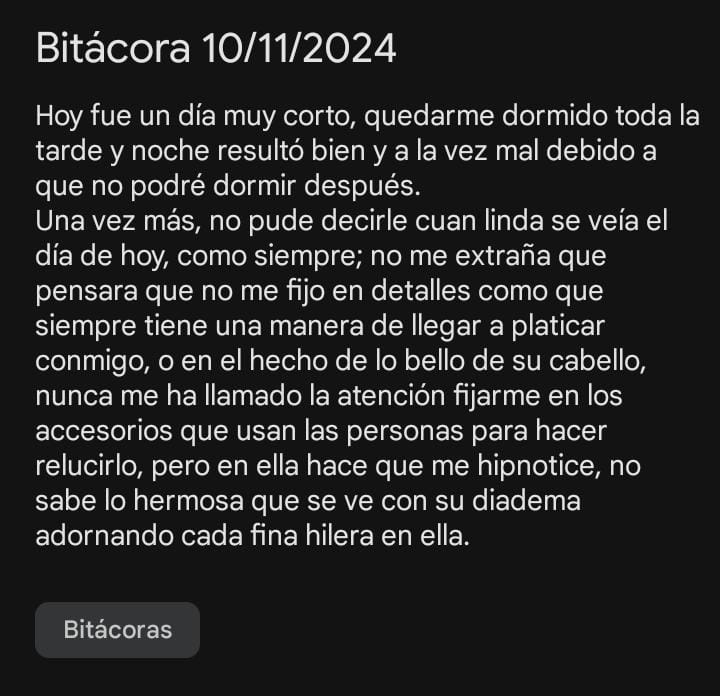 Bitácora 10/11/2024
Hoy fue un día muy corto, quedarme dormido toda la
tarde y noche resultó bien y a la vez mal debido a
que no podré dormir después.
Una vez más, no pude decirle cuan linda se veía el
día de hoy, como siempre; no me extraña que
pensara que no me fijo en detalles como que
siempre tiene una manera de llegar a platicar
conmigo, o en el hecho de lo bello de su cabello,
nunca me ha llamado la atención fijarme en los
accesorios que usan las personas para hacer
relucirlo, pero en ella hace que me hipnotice, no
sabe lo hermosa que se ve con su diadema
adornando cada fina hilera en ella.
Bitácoras